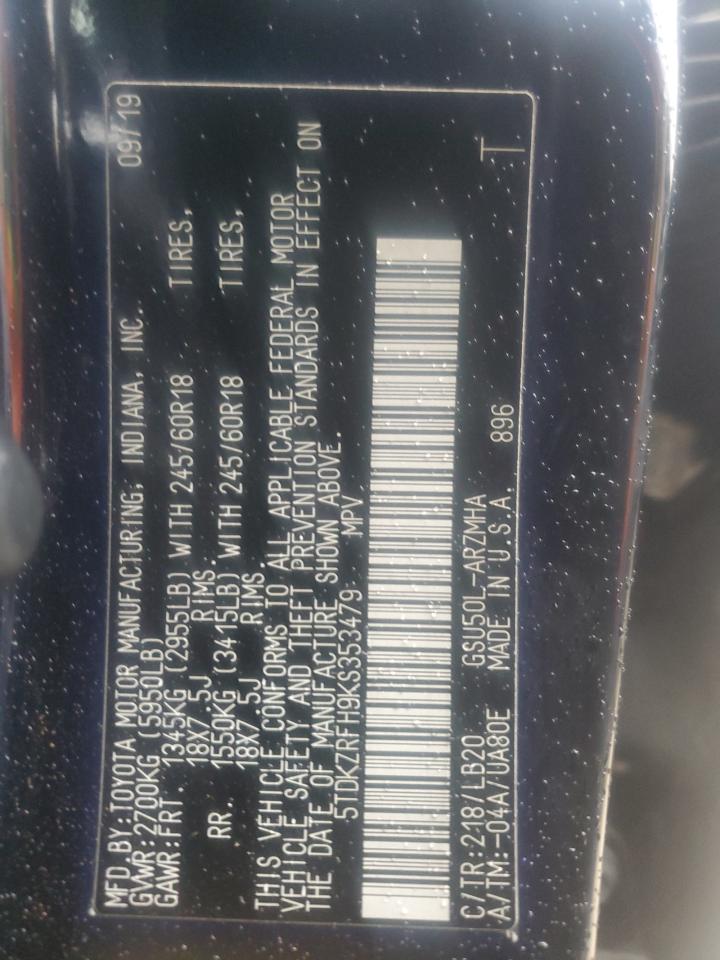 MFD.BY:TOYOTA MOTOR MANUFACTURING, INDIANA, INC. 09/19
GVWR:2700KG (5950LB)
GAWR:FRT. 1345KG (2955LB) WITH 245/60R18 TIRES,
18X7.5J RIMS.
RR. 1550KG (3415LB) WITH 245/60R18 TIRES,
18X7.5J RIMS.
THIS VEHICLE CONFORMS TO ALL APPLICABLE FEDERAL MOTOR
VEHICLE SAFETY AND THEFT PREVENTION STANDARDS IN EFFECT ON
THE DATE OF MANUFACTURE SHOWN ABOVE.
5TDKZRFH9KS353479 MPV
C/TR:218/LB20 GSU50L-ARZMHA
A/TM:-04A/UA80E MADE IN U.S.A. 896 T